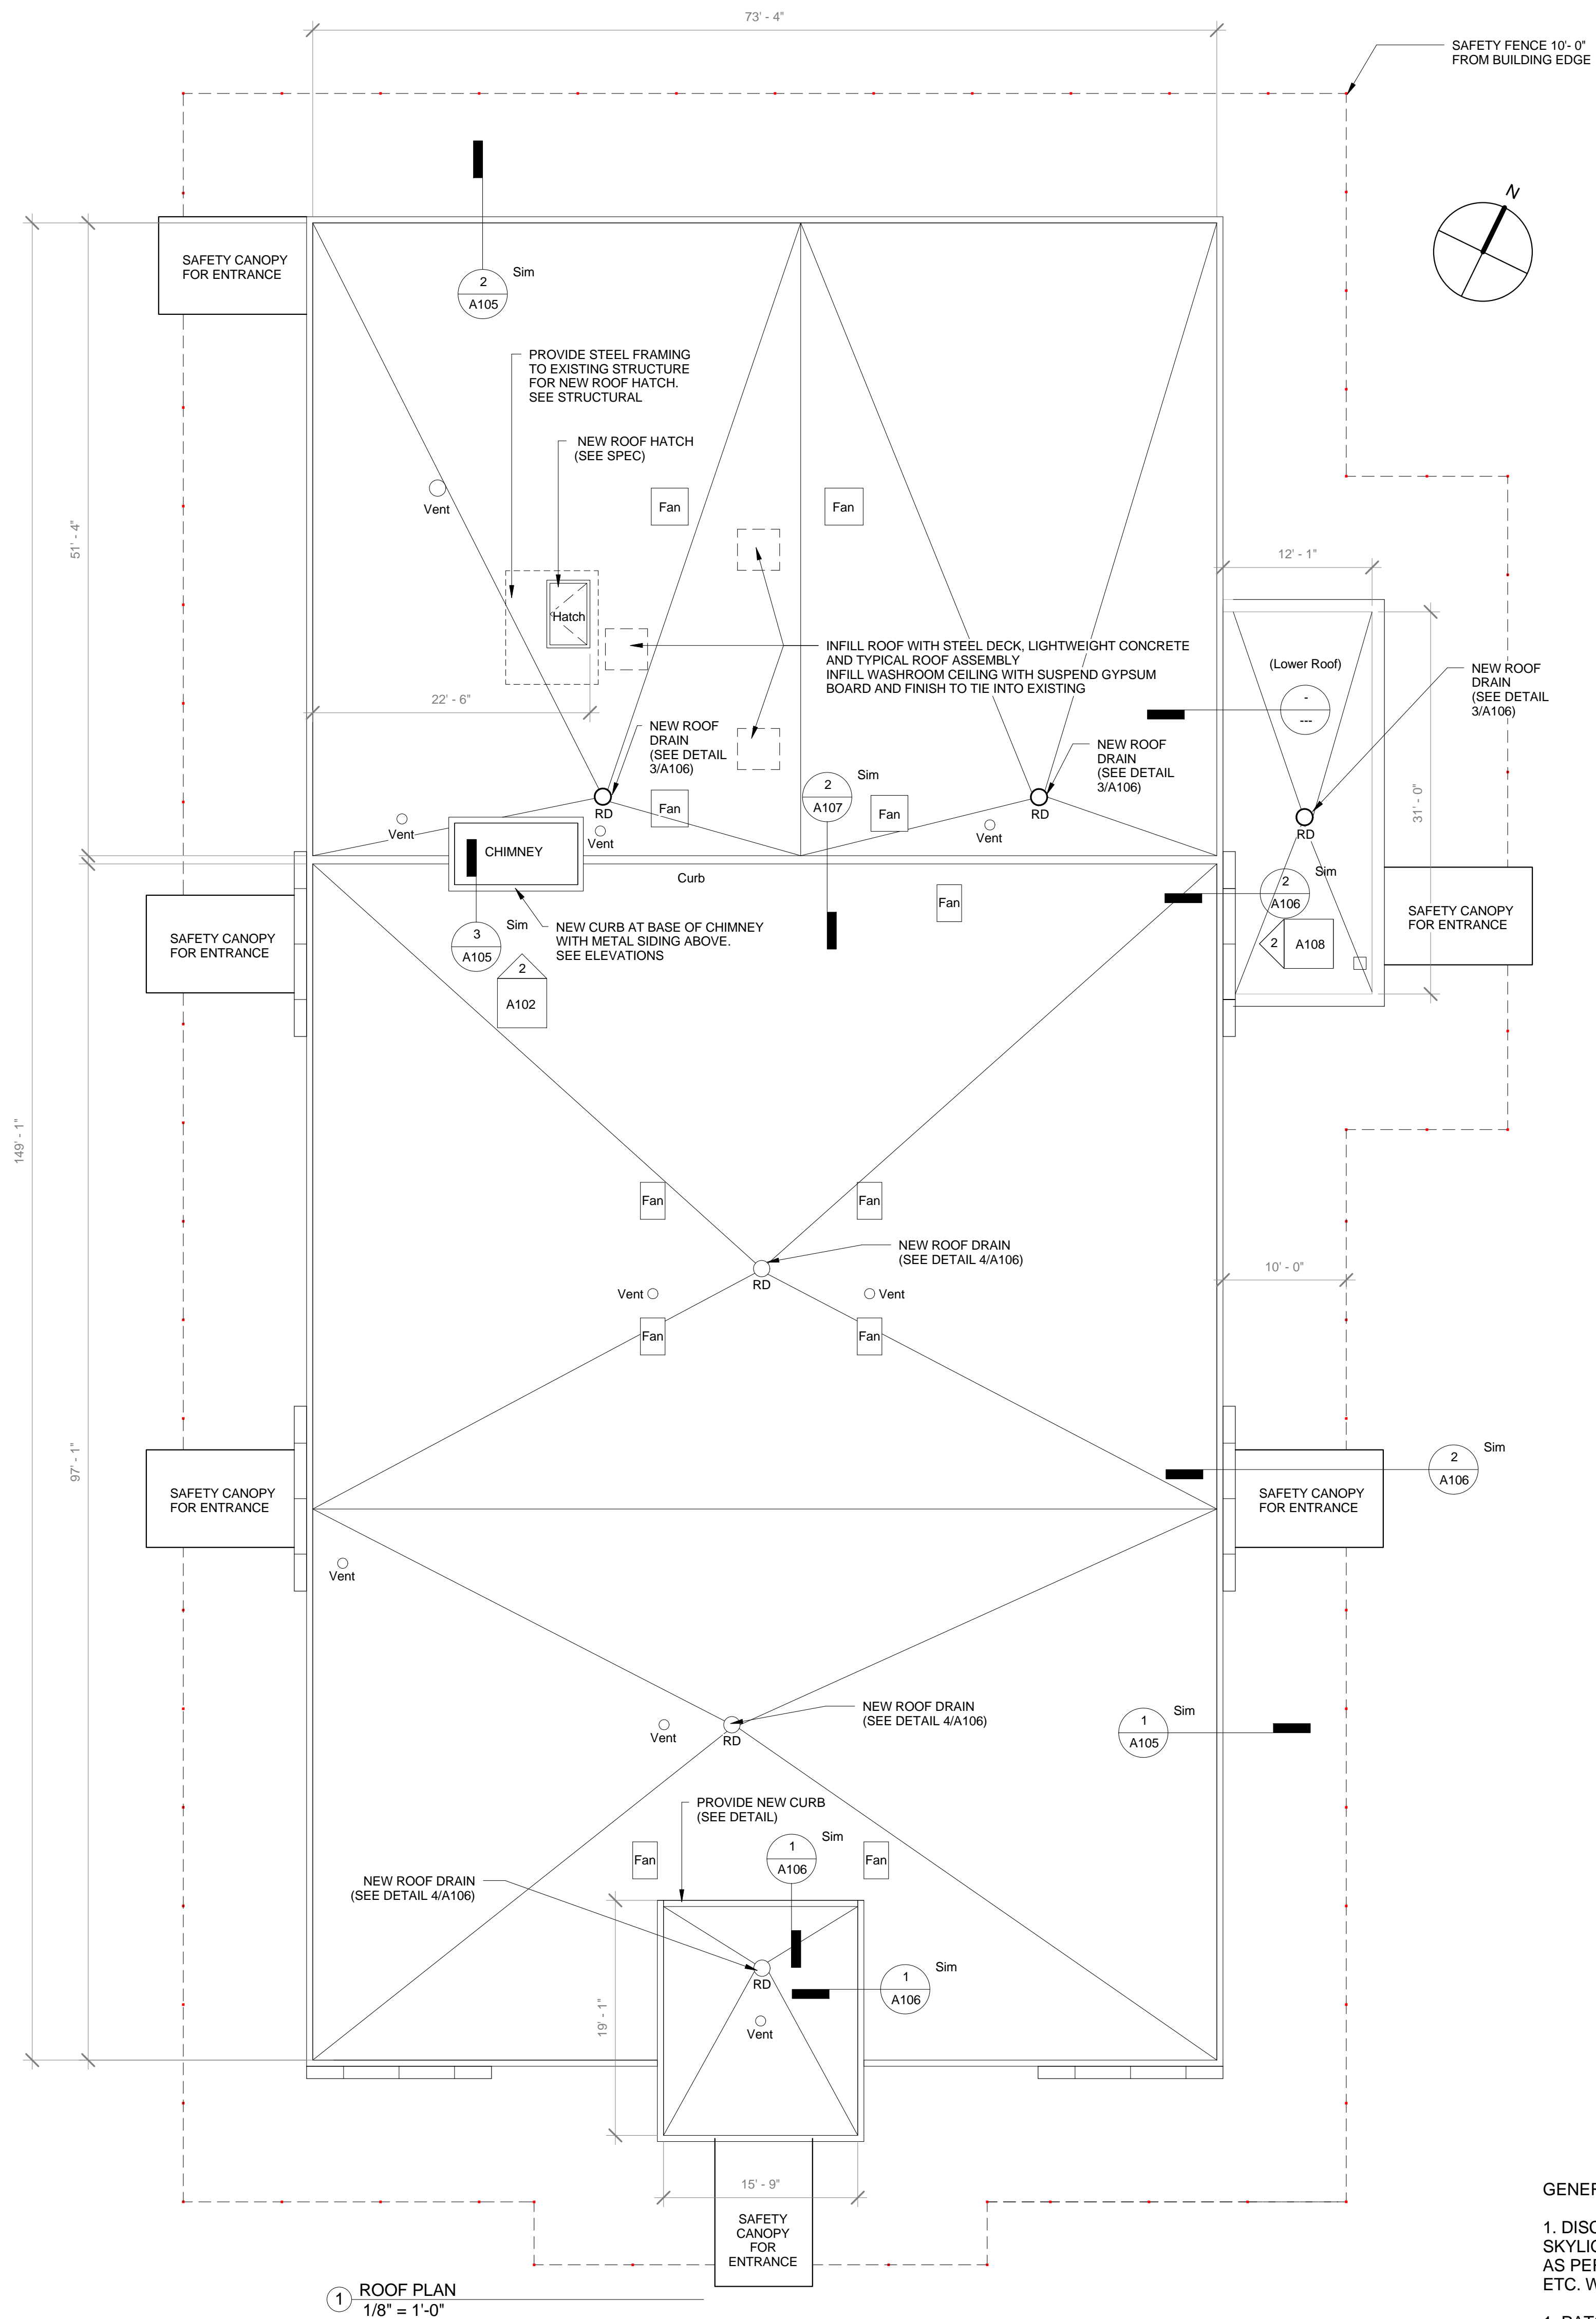 73' - 4"
SAFETY FENCE 10'- 0"
FROM BUILDING EDGE
N
SAFETY CANOPY
FOR ENTRANCE
2
A105
Sim
PROVIDE STEEL FRAMING
TO EXISTING STRUCTURE
FOR NEW ROOF HATCH.
SEE STRUCTURAL
NEW ROOF HATCH
(SEE SPEC)
Vent
Fan
Fan
51' - 4"
12' - 1"
Hatch
INFILL ROOF WITH STEEL DECK, LIGHTWEIGHT CONCRETE
AND TYPICAL ROOF ASSEMBLY
INFILL WASHROOM CEILING WITH SUSPEND GYPSUM
BOARD AND FINISH TO TIE INTO EXISTING
(Lower Roof)
-
---
NEW ROOF
DRAIN
(SEE DETAIL
3/A106)
22' - 6"
NEW ROOF
DRAIN
(SEE DETAIL
3/A106)
NEW ROOF
DRAIN
(SEE DETAIL
3/A106)
2
A107
Sim
31' - 0"
RD
Fan
Fan
RD
RD
Vent
Vent
Vent
CHIMNEY
Curb
Fan
2
A106
Sim
SAFETY CANOPY
FOR ENTRANCE
3
A105
Sim
NEW CURB AT BASE OF CHIMNEY
WITH METAL SIDING ABOVE.
SEE ELEVATIONS
2
A102
2
A108
SAFETY CANOPY
FOR ENTRANCE
149' - 1"
Fan
Fan
NEW ROOF DRAIN
(SEE DETAIL 4/A106)
RD
Vent
Vent
10' - 0"
Fan
Fan
97' - 1"
SAFETY CANOPY
FOR ENTRANCE
SAFETY CANOPY
FOR ENTRANCE
2
A106
Sim
Vent
NEW ROOF DRAIN
(SEE DETAIL 4/A106)
Vent
RD
1
A105
Sim
PROVIDE NEW CURB
(SEE DETAIL)
1
A106
Sim
Fan
Fan
NEW ROOF DRAIN
(SEE DETAIL 4/A106)
RD
1
A106
Sim
Vent
19' - 1"
15' - 9"
SAFETY
CANOPY
FOR
ENTRANCE
1
ROOF PLAN
1/8" = 1'-0"
1. DISC
SKYLIG
AS PER
ETC. W